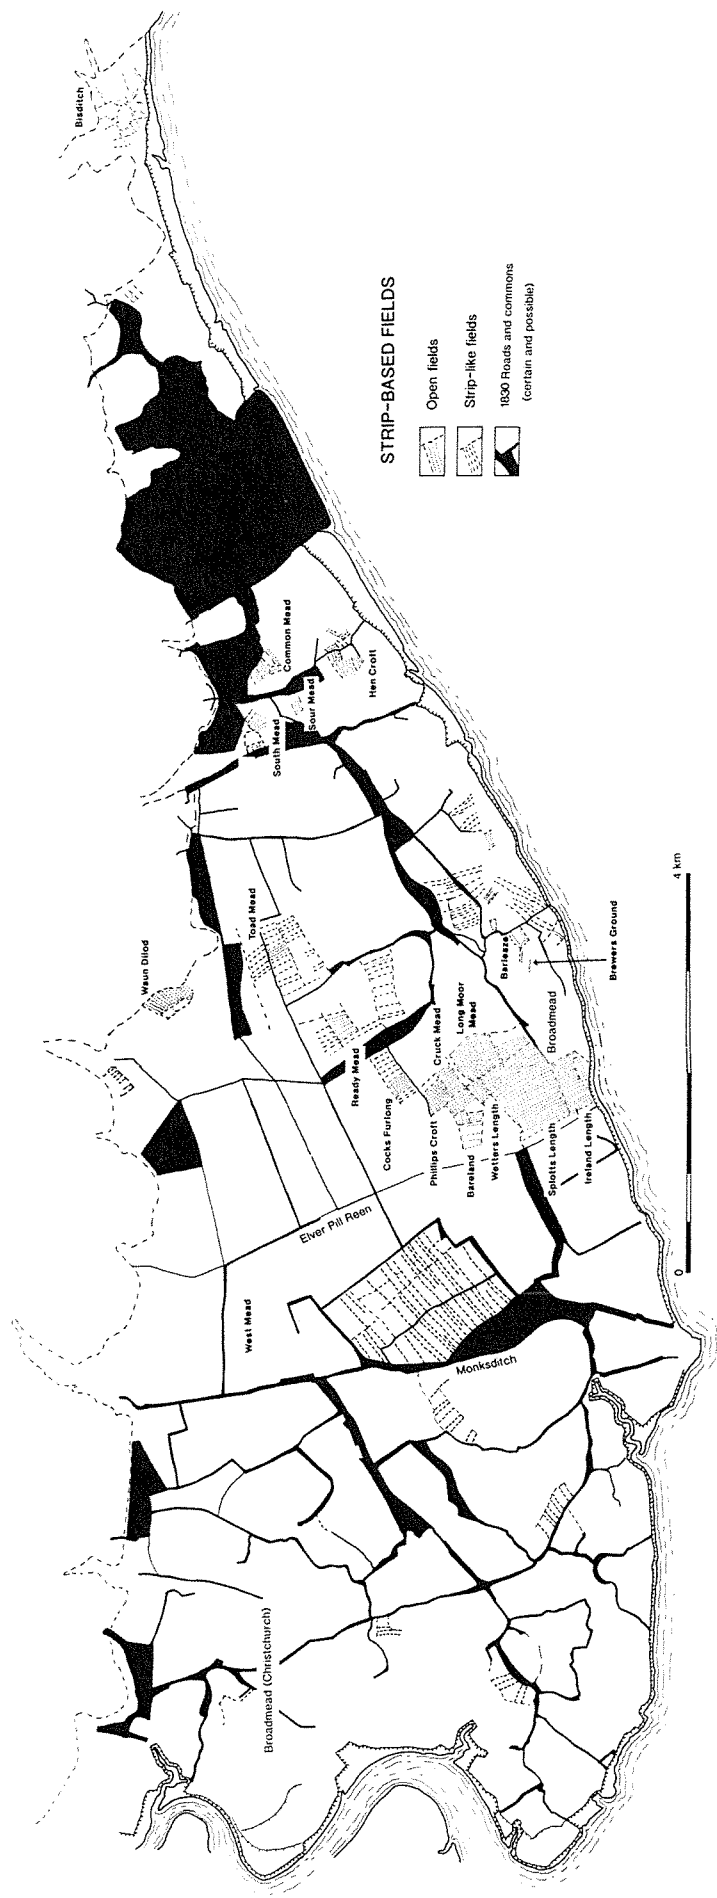 Bisditch
STRIP-BASED FIELDS
Open fields
Strip-like fields
1830 Roads and commons
(certain and possible)
Common Mead
Sour Mead
Hen Croft
South Mead
Toad Mead
Waun Dilod
Barleaze
Brewers Ground
Broadmead
Long Moor
Mead
Cruck Mead
Ready Mead
Cocks Furlong
Phillips Croft
Bareland
Wetters Length
Splotts Length
Ireland Length
Elver Pill Reen
West Mead
Monksditch
Broadmead (Christchurch)
0
4 km